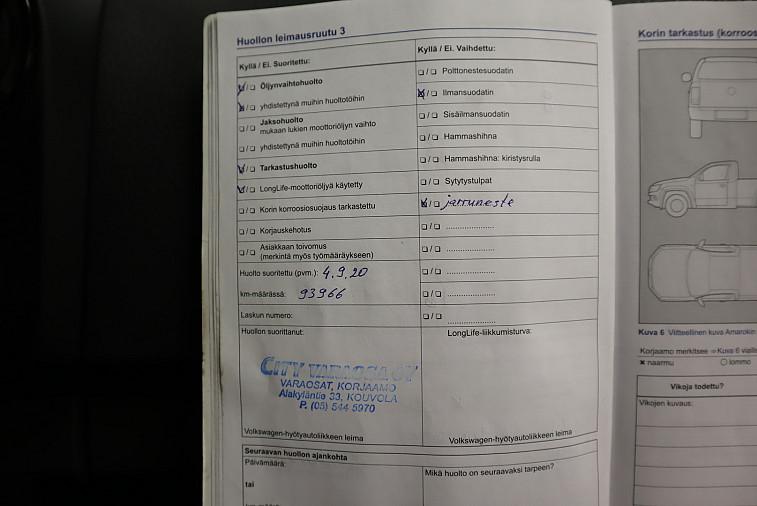 Huollon leimausruutu 3
Kyllä / Ei. Suoritettu:
Öljynvaihtohuolto
yhdistettynä muihin huoltotöihin
Jaksohuolto
mukaan lukien moottoriöljyn vaihto
yhdistettynä muihin huoltotöihin
Tarkastushuolto
LongLife-moottoriöljyä käytetty
Korin korroosiosuojaus tarkastettu
Korjauskehotus
Asiakkaan toivomus
(merkintä myös työmääräykseen)
Huolto suoritettu (pvm.): 4.9.20
km-määrässä: 93966
Laskun numero:
Huollon suorittanut:
CITY VARAOSA OY
VARAOSAT, KORJAAMO
Alakyläntie 33, KOUVOLA
P. (05) 544 5970
Volkswagen-hyötyautoliikkeen leima
Kyllä / Ei. Vaihdettu:
Polttonestesuodatin
Ilmansuodatin
Sisäilmansuodatin
Hammashihna
Hammashihna: kiristysrulla
Sytytystulpat
jarruneste
LongLife-liikkumisturva:
Volkswagen-hyötyautoliikkeen leima
Seuraavan huollon ajankohta
Päivämäärä:
tai
Mikä huolto on seuraavaksi tarpeen?
Korin tarkastus (korroos
Kuva 6 Viitteellinen kuva Amarokin
Korjaamo merkitsee ⇒ Kuva 6
× naarmu
○ lommo
Vikoja todettu?
Vikojen kuvaus: